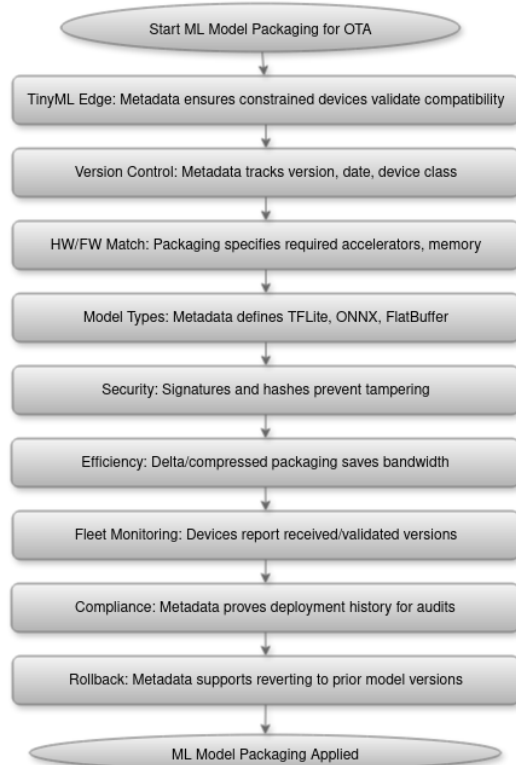 Start ML Model Packaging for OTA
TinyML Edge: Metadata ensures constrained devices validate compatibility
Version Control: Metadata tracks version, date, device class
HW/FW Match: Packaging specifies required accelerators, memory
Model Types: Metadata defines TFLite, ONNX, FlatBuffer
Security: Signatures and hashes prevent tampering
Efficiency: Delta/compressed packaging saves bandwidth
Fleet Monitoring: Devices report received/validated versions
Compliance: Metadata proves deployment history for audits
Rollback: Metadata supports reverting to prior model versions
ML Model Packaging Applied